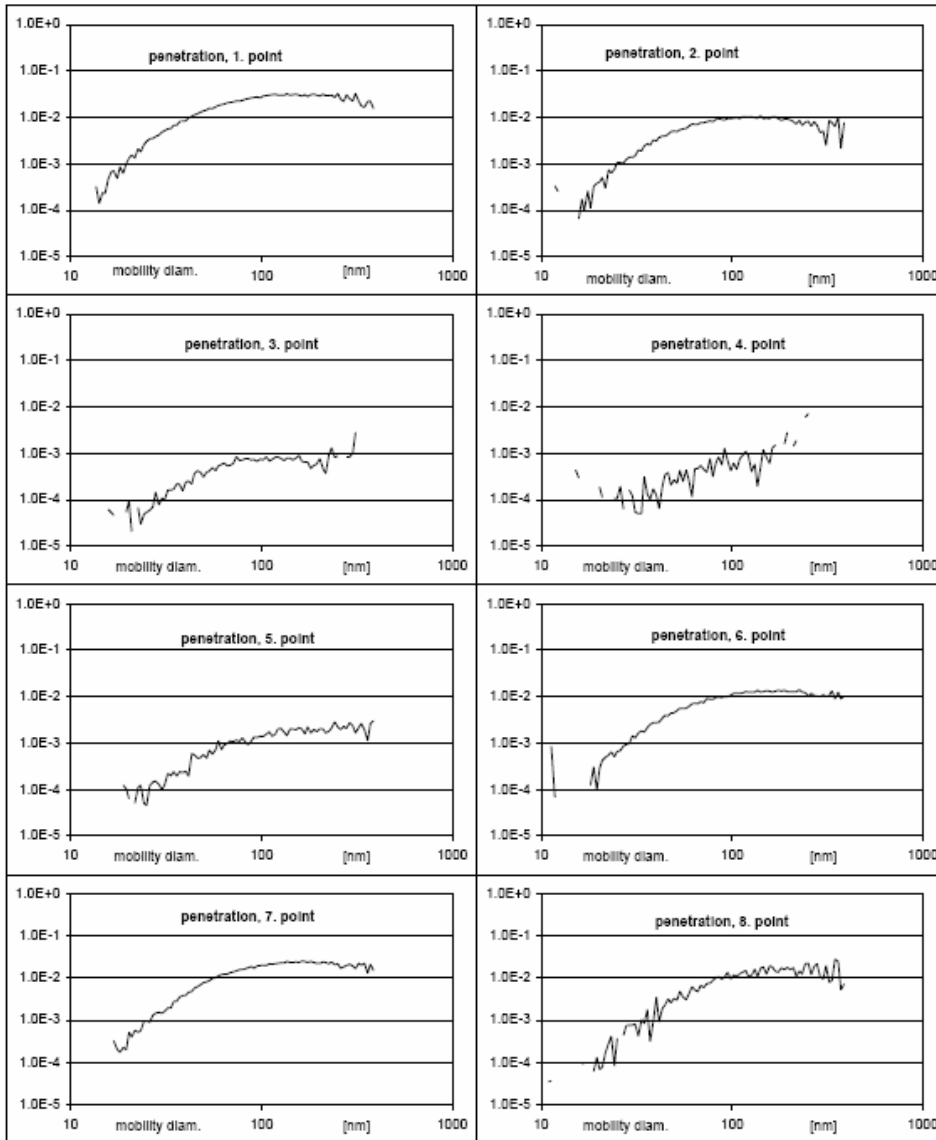 1.0E+0
penetration, 1. point
1.0E-1
1.0E-2
1.0E-3
1.0E-4
1.0E-5
10 mobility diam. 100 [nm] 1000
1.0E+0
penetration, 2. point
1.0E-1
1.0E-2
1.0E-3
1.0E-4
1.0E-5
10 mobility diam. 100 [nm] 1000
1.0E+0
penetration, 3. point
1.0E-1
1.0E-2
1.0E-3
1.0E-4
1.0E-5
10 mobility diam. 100 [nm] 1000
1.0E+0
penetration, 4. point
1.0E-1
1.0E-2
1.0E-3
1.0E-4
1.0E-5
10 mobility diam. 100 [nm] 1000
1.0E+0
penetration, 5. point
1.0E-1
1.0E-2
1.0E-3
1.0E-4
1.0E-5
10 mobility diam. 100 [nm] 1000
1.0E+0
penetration, 6. point
1.0E-1
1.0E-2
1.0E-3
1.0E-4
1.0E-5
10 mobility diam. 100 [nm] 1000
1.0E+0
penetration, 7. point
1.0E-1
1.0E-2
1.0E-3
1.0E-4
1.0E-5
10 mobility diam. 100 [nm] 1000
1.0E+0
penetration, 8. point
1.0E-1
1.0E-2
1.0E-3
1.0E-4
1.0E-5
10 mobility diam. 100 [nm] 1000